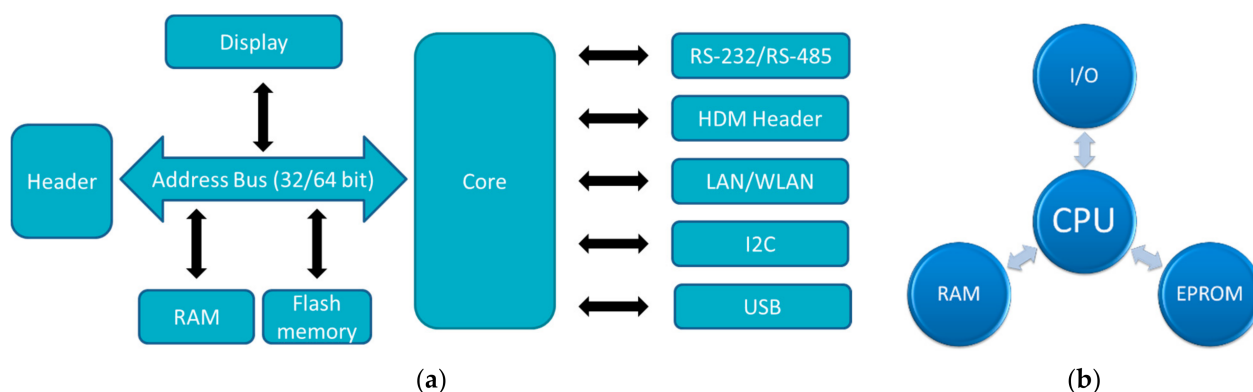 Display
Header
Address Bus (32/64 bit)
RAM
Flash
memory
Core
RS-232/RS-485
HDM Header
LAN/WLAN
I2C
USB
(a)
I/O
CPU
RAM
EPROM
(b)